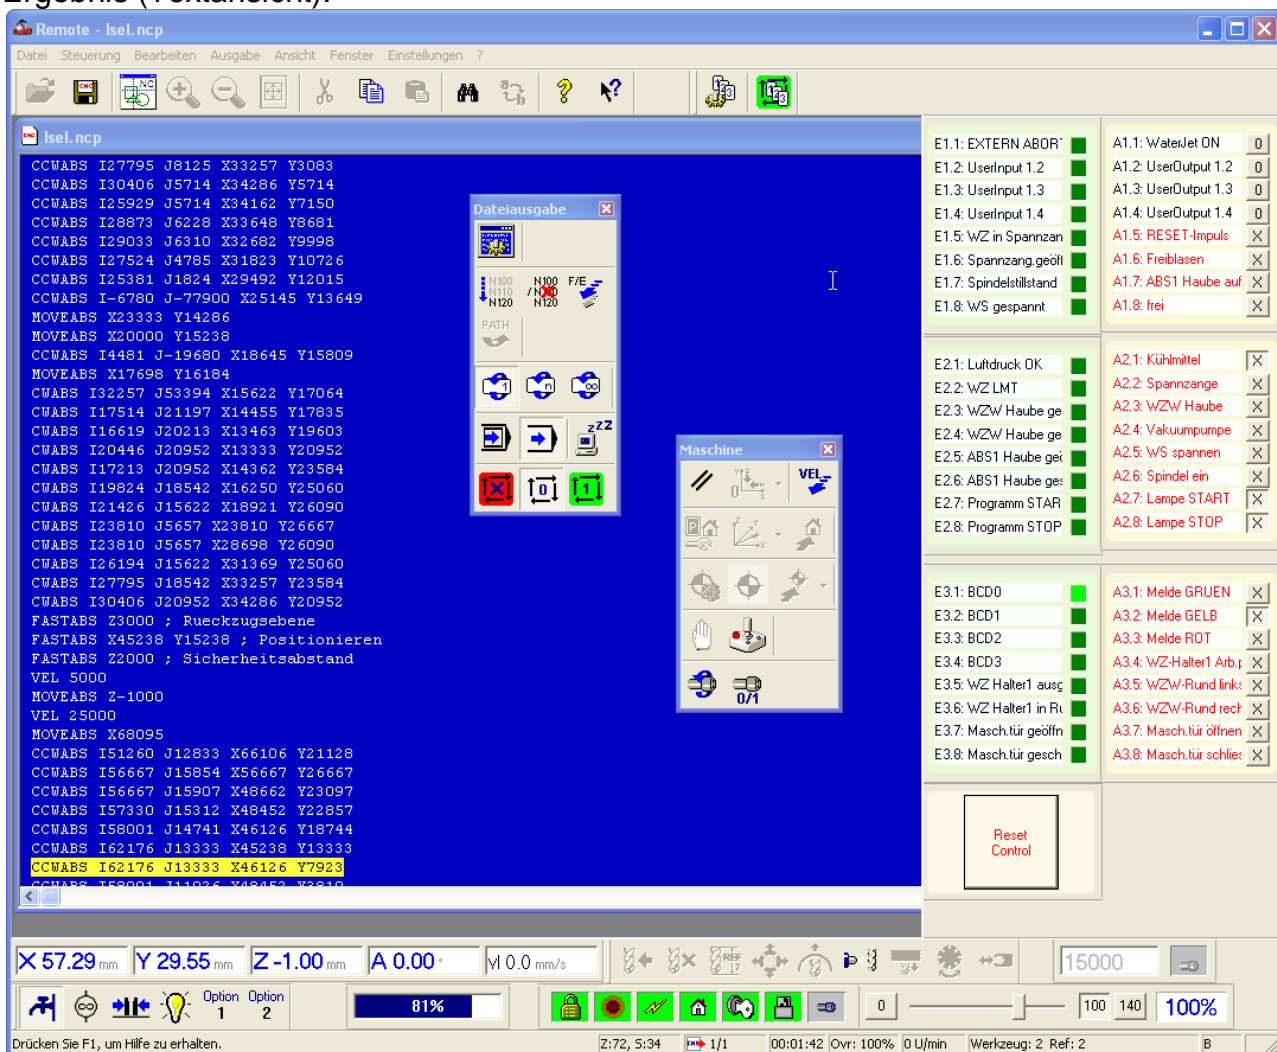 Ergebnis (Textansicht):
Remote - Isel.ncp
Datei Steuerung Bearbeiten Ausgabe Ansicht Fenster Einstellungen ?
Isel.ncp
CCWABS I27795 J8125 X33257 Y3083
CCWABS I30406 J5714 X34286 Y5714
CCWABS I25929 J5714 X34162 Y7150
CCWABS I28873 J6228 X33648 Y8681
CCWABS I29033 J6310 X32682 Y9998
CCWABS I27524 J4785 X31823 Y10726
CCWABS I25381 J1824 X29492 Y12015
CCWABS I-6780 J-77900 X25145 Y13649
MOVEABS X23333 Y14286
MOVEABS X20000 Y15238
CCWABS I4481 J-19680 X18645 Y15809
MOVEABS X17698 Y16184
CWABS I32257 J53394 X15622 Y17064
CWABS I17514 J21197 X14455 Y17835
CWABS I16619 J20213 X13463 Y19603
CWABS I20446 J20952 X13333 Y20952
CWABS I17213 J20952 X14362 Y23584
CWABS I19824 J18542 X16250 Y25060
CWABS I21426 J15622 X18921 Y26090
CWABS I23810 J5657 X23810 Y26667
CWABS I23810 J5657 X28698 Y26090
CWABS I26194 J15622 X31369 Y25060
CWABS I27795 J18542 X33257 Y23584
CWABS I30406 J20952 X34286 Y20952
FASTABS Z3000 ; Rueckzugsebene
FASTABS X45238 Y15238 ; Positionieren
FASTABS Z2000 ; Sicherheitsabstand
VEL 5000
MOVEABS Z-1000
VEL 25000
MOVEABS X68095
CCWABS I51260 J12833 X66106 Y21128
CCWABS I56667 J15854 X56667 Y26667
CCWABS I56667 J15907 X48662 Y23097
CCWABS I57330 J15312 X48452 Y22857
CCWABS I58001 J14741 X46126 Y18744
CCWABS I62176 J13333 X45238 Y13333
CCWABS I62176 J13333 X46126 Y7923
Dateiausgabe
N100
N110
N120
N100
/N
N120
F/E
PATH
1
n
∞
zzZ
0
1
Maschine
VEL
0/1
E1.1: EXTERN ABOR
E1.2: UserInput 1.2
E1.3: UserInput 1.3
E1.4: UserInput 1.4
E1.5: WZ in Spannzan
E1.6: Spannzang.geöf
E1.7: Spindelstillstand
E1.8: WS gespannt
A1.1: WaterJet ON 0
A1.2: UserOutput 1.2 0
A1.3: UserOutput 1.3 0
A1.4: UserOutput 1.4 0
A1.5: RESET-Impuls X
A1.6: Freiblasen X
A1.7: ABS1 Haube auf X
A1.8: frei X
E2.1: Luftdruck OK
E2.2: WZ LMT
E2.3: WZW Haube ge
E2.4: WZW Haube ge
E2.5: ABS1 Haube geö
E2.6: ABS1 Haube ges
E2.7: Programm STAR
E2.8: Programm STOP
A2.1: Kühlmittel X
A2.2: Spannzange X
A2.3: WZW Haube X
A2.4: Vakuumpumpe X
A2.5: WS spannen X
A2.6: Spindel ein X
A2.7: Lampe START X
A2.8: Lampe STOP X
E3.1: BCD0
E3.2: BCD1
E3.3: BCD2
E3.4: BCD3
E3.5: WZ Halter1 ausg
E3.6: WZ Halter1 in Ru
E3.7: Masch.tür geöffn
E3.8: Masch.tür gesch
A3.1: Melde GRUEN X
A3.2: Melde GELB X
A3.3: Melde ROT X
A3.4: WZ-Halter1 Arb.p X
A3.5: WZW-Rund links X
A3.6: WZW-Rund rech X
A3.7: Masch.tür öffnen X
A3.8: Masch.tür schlies X
Reset
Control
X 57.29 mm Y 29.55 mm Z -1.00 mm A 0.00 ° vl 0.0 mm/s
REF
15000
Option 1
Option 2
81%
0
100
140
100%
Drücken Sie F1, um Hilfe zu erhalten.
Z:72, S:34 1/1 00:01:42 Ovr: 100% 0 U/min Werkzeug: 2 Ref: 2 B